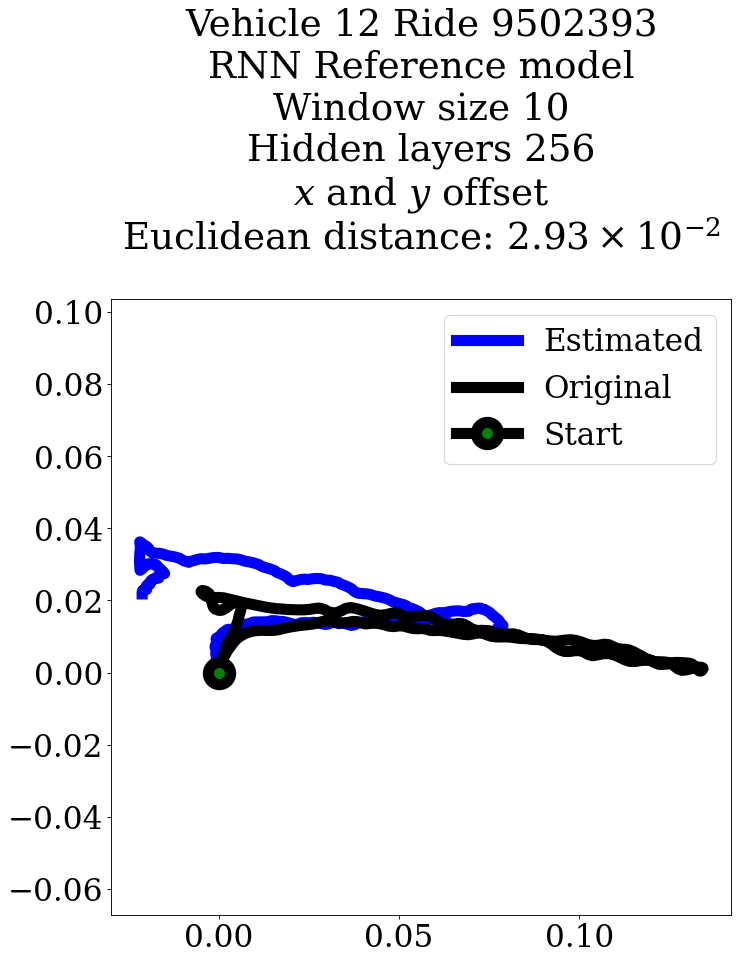 Vehicle 12 Ride 9502393
RNN Reference model
Window size 10
Hidden layers 256
x and y offset
Euclidean distance: 2.93 × 10⁻²
0.10
0.08
0.06
0.04
0.02
0.00
−0.02
−0.04
−0.06
Estimated
Original
Start
0.00 0.05 0.10